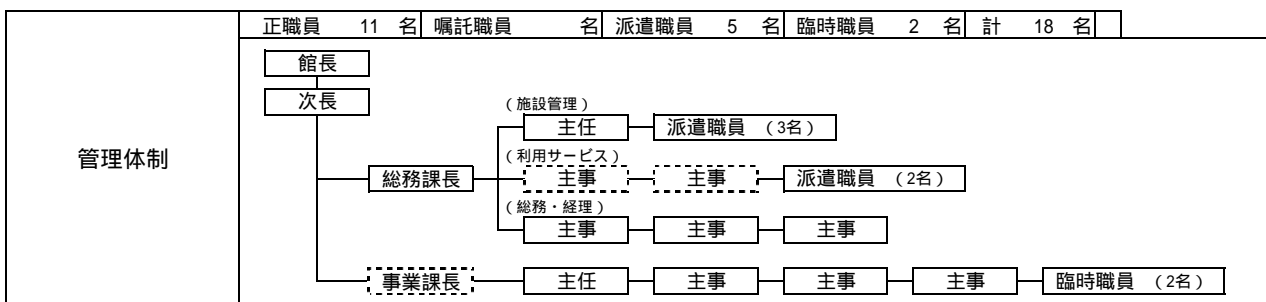 正職員 11 名 嘱託職員 名 派遣職員 5 名 臨時職員 2 名 計 18 名
管理体制
館長
次長
(施設管理)
主任 派遣職員 (3名)
(利用サービス)
総務課長 主事 主事 派遣職員 (2名)
(総務・経理)
主事 主事 主事
事業課長 主任 主事 主事 主事 臨時職員 (2名)